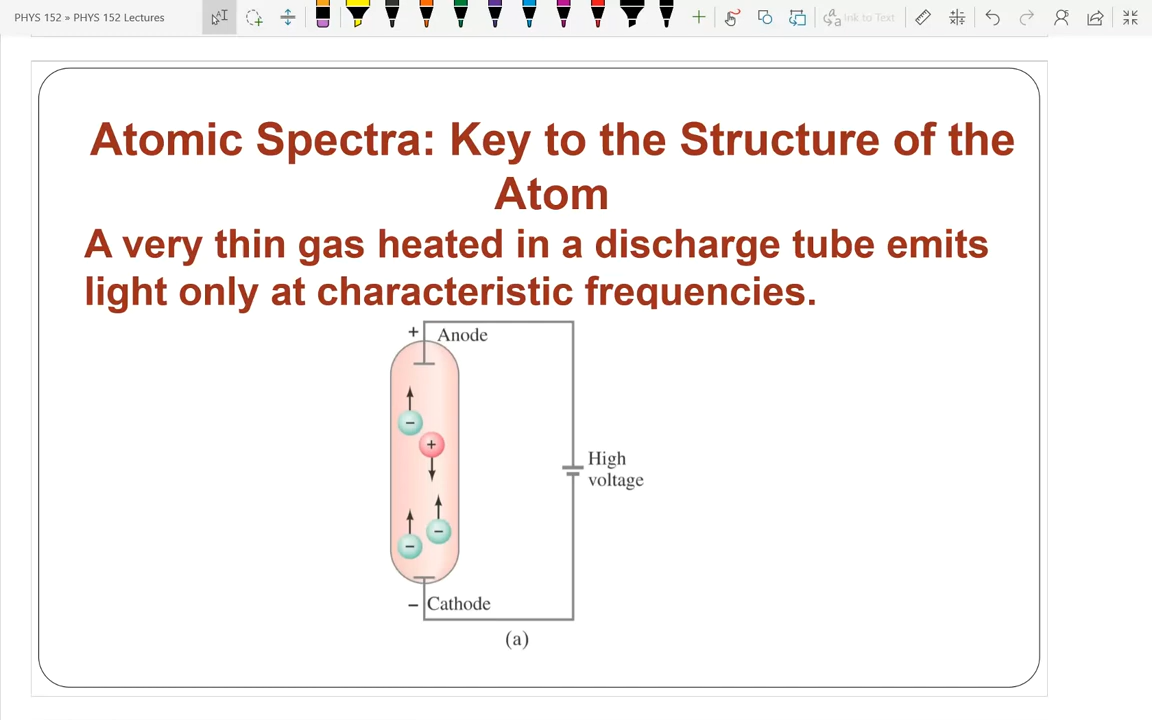 PHYS 152 » PHYS 152 Lectures
Ink to Text
Atomic Spectra: Key to the Structure of the
Atom
A very thin gas heated in a discharge tube emits
light only at characteristic frequencies.
+ Anode
−
+
High
voltage
−
−
− Cathode
(a)